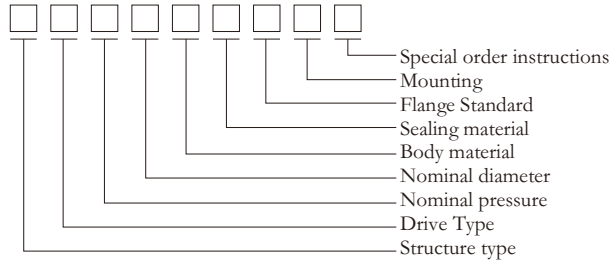 Special order instructions
Mounting
Flange Standard
Sealing material
Body material
Nominal diameter
Nominal pressure
Drive Type
Structure type